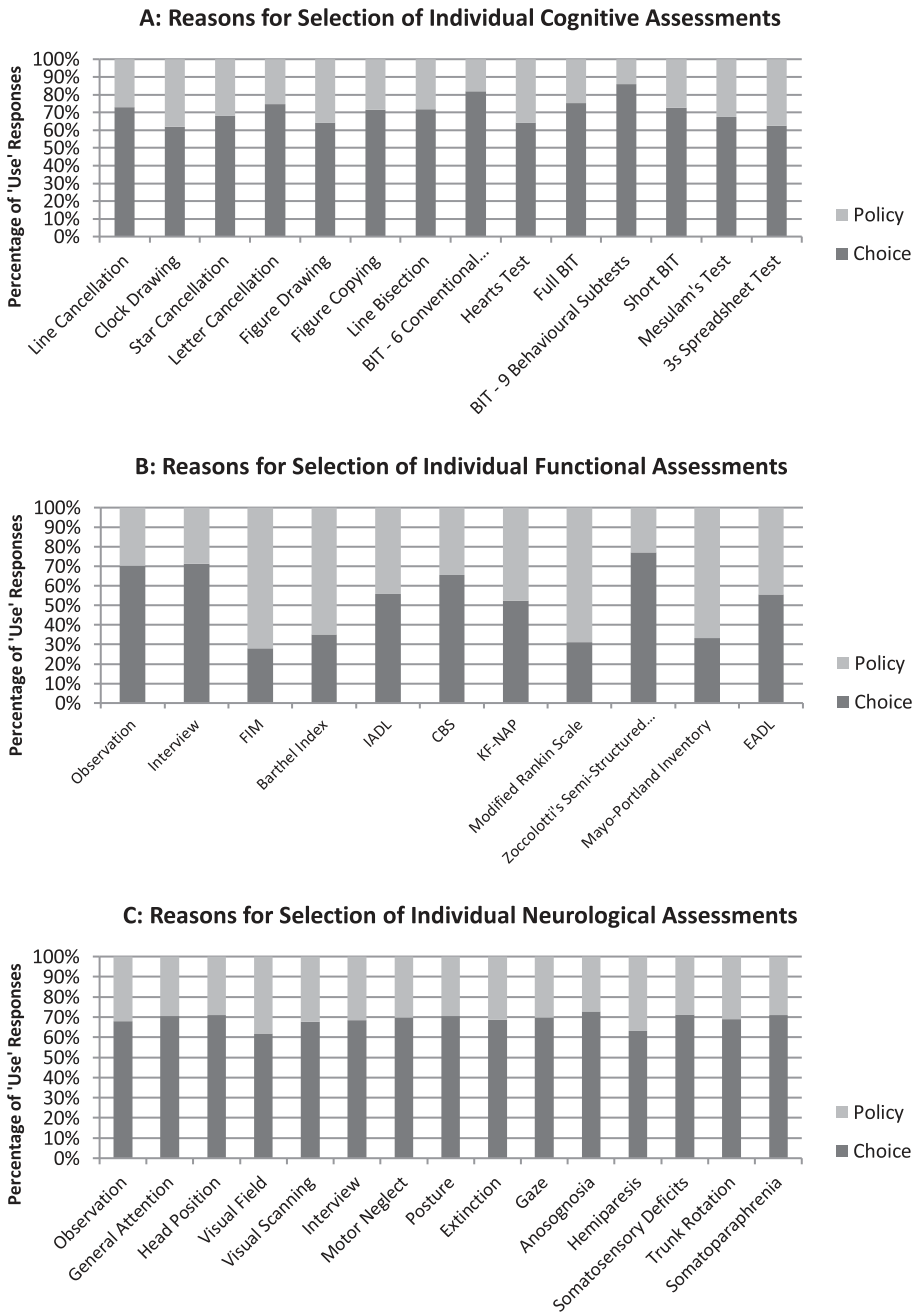 A: Reasons for Selection of Individual Cognitive Assessments
Percentage of 'Use' Responses
100%
90%
80%
70%
60%
50%
40%
30%
20%
10%
0%
Line Cancellation
Clock Drawing
Star Cancellation
Letter Cancellation
Figure Drawing
Figure Copying
Line Bisection
BIT - 6 Conventional...
Hearts Test
Full BIT
BIT - 9 Behavioural Subtests
Short BIT
Mesulam's Test
3s Spreadsheet Test
Policy
Choice
B: Reasons for Selection of Individual Functional Assessments
Percentage of 'Use' Responses
100%
90%
80%
70%
60%
50%
40%
30%
20%
10%
0%
Observation
Interview
FIM
Barthel Index
IADL
CBS
KF-NAP
Modified Rankin Scale
Zoccolotti's Semi-Structured...
Mayo-Portland Inventory
EADL
Policy
Choice
C: Reasons for Selection of Individual Neurological Assessments
Percentage of 'Use' Responses
100%
90%
80%
70%
60%
50%
40%
30%
20%
10%
0%
Observation
General Attention
Head Position
Visual Field
Visual Scanning
Interview
Motor Neglect
Posture
Extinction
Gaze
Anosognosia
Hemiparesis
Somatosensory Deficits
Trunk Rotation
Somatoparaphrenia
Policy
Choice